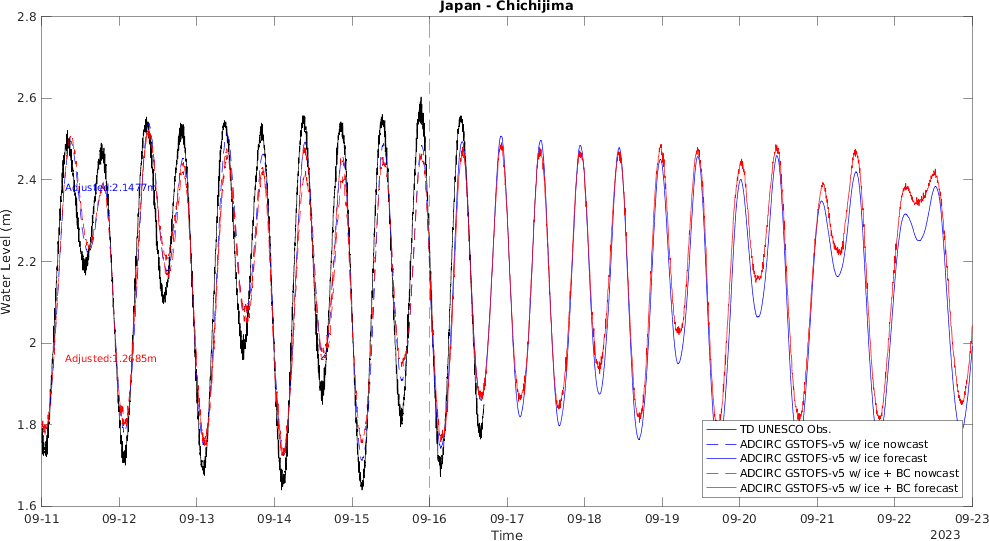 Japan - Chichijima
2.8
2.6
2.4
2.2
2
1.8
1.6
Water Level (m)
Adjusted:2.1477m
Adjusted:1.2685m
TD UNESCO Obs.
ADCIRC GSTOFS-v5 w/ ice nowcast
ADCIRC GSTOFS-v5 w/ ice forecast
ADCIRC GSTOFS-v5 w/ ice + BC nowcast
ADCIRC GSTOFS-v5 w/ ice + BC forecast
09-11 09-12 09-13 09-14 09-15 09-16 09-17 09-18 09-19 09-20 09-21 09-22 09-23
Time
2023